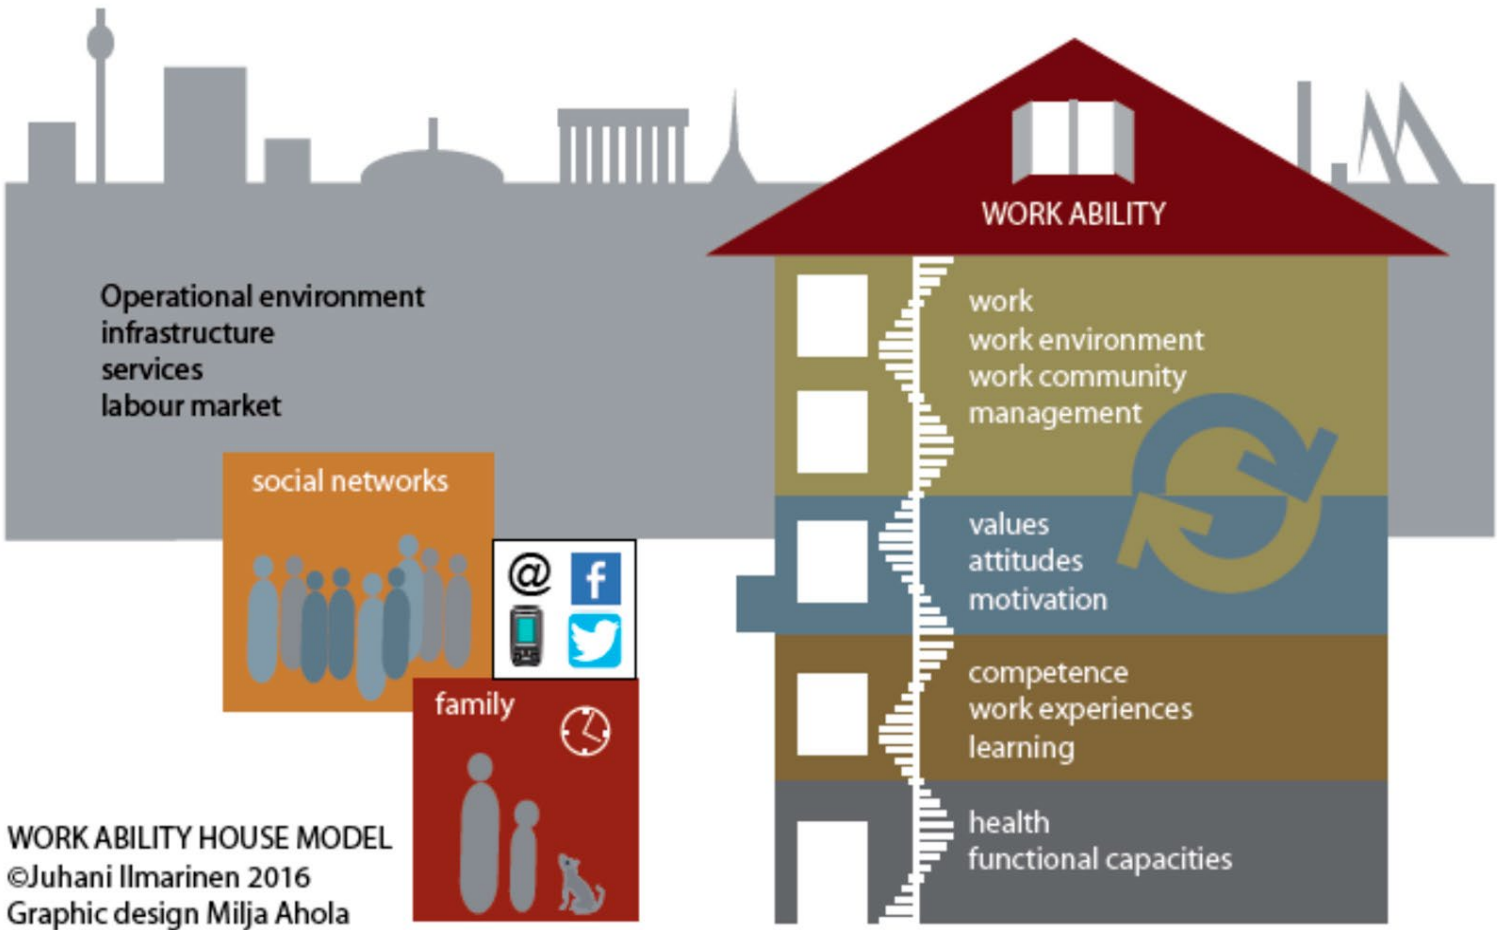 WORK ABILITY
Operational environment
infrastructure
services
labour market
work
work environment
work community
management
values
attitudes
motivation
competence
work experiences
learning
health
functional capacities
social networks
@
f
family
WORK ABILITY HOUSE MODEL
©Juhani Ilmarinen 2016
Graphic design Milja Ahola